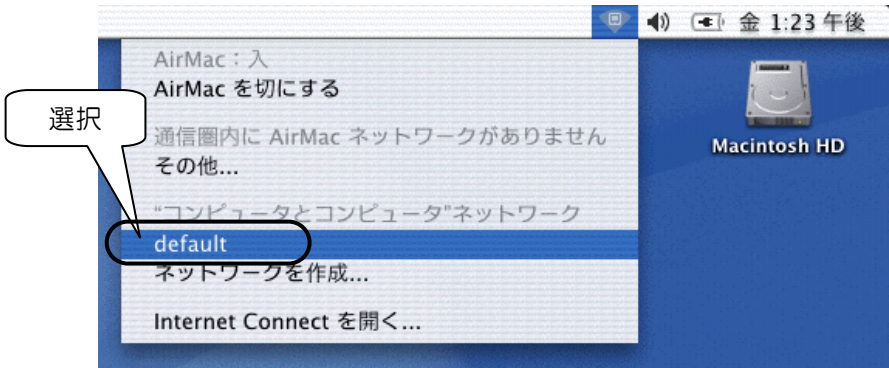 金 1:23 午後
AirMac：入
AirMac を切にする
選択
通信圏内に AirMac ネットワークがありません
その他...
Macintosh HD
“コンピュータとコンピュータ”ネットワーク
default
ネットワークを作成...
Internet Connect を開く...